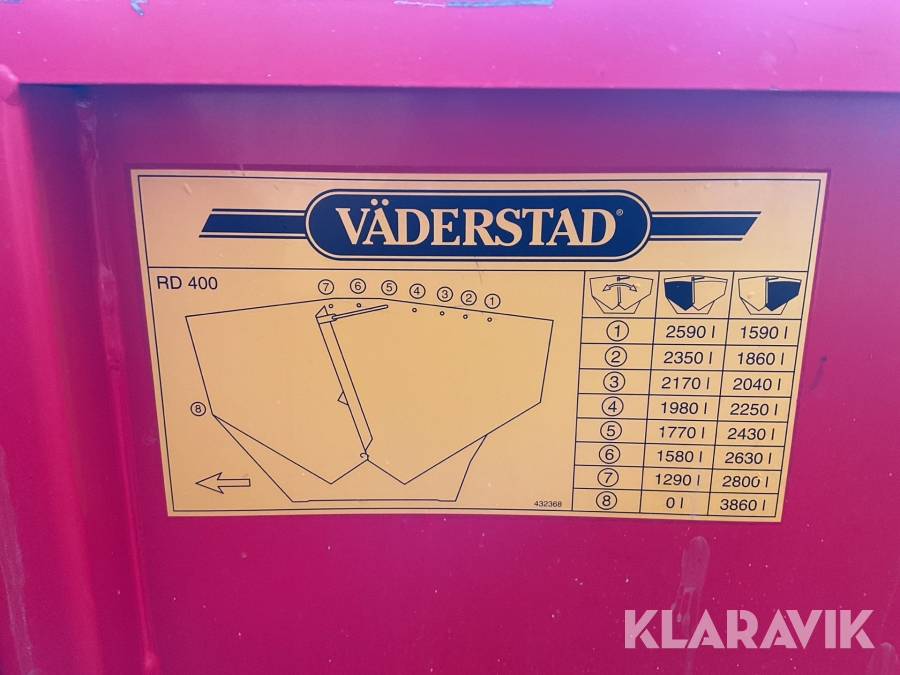 VÄDERSTAD®
RD 400
7 6 5 4 3 2 1
8
432368
1 2590 l 1590 l
2 2350 l 1860 l
3 2170 l 2040 l
4 1980 l 2250 l
5 1770 l 2430 l
6 1580 l 2630 l
7 1290 l 2800 l
8 0 l 3860 l
KLARAVIK